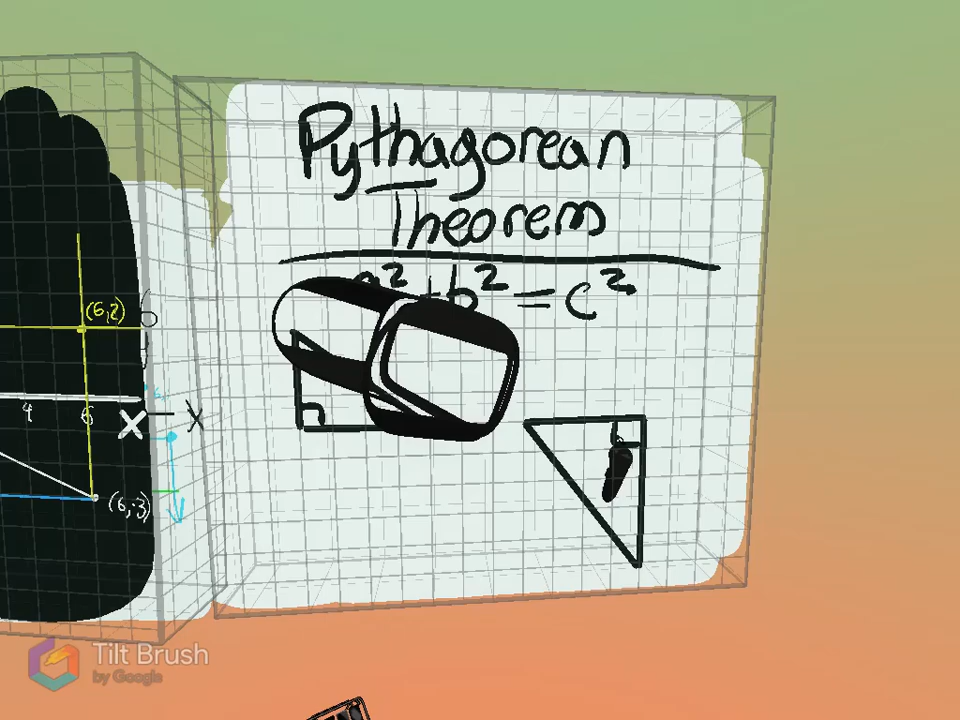 Pythagorean
Theorem
a² + b² = c²
(6,2)
4
6
X
X
(6,-3)
Tilt Brush
by Google